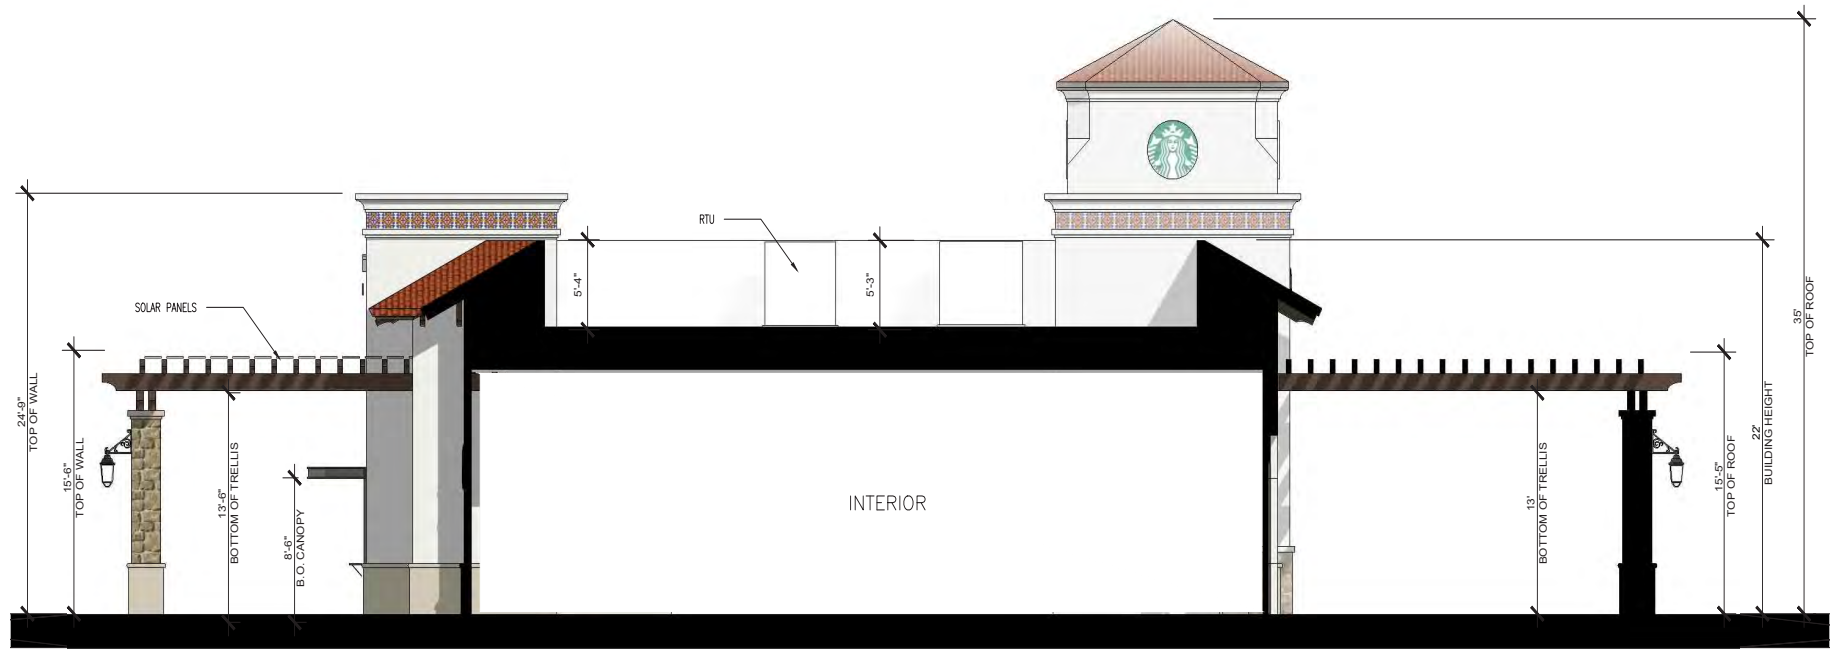 RTU
SOLAR PANELS
5'-4"
5'-3"
24'-9"
TOP OF WALL
15'-6"
TOP OF WALL
13'-6"
BOTTOM OF TRELLIS
8'-6"
B.O. CANOPY
INTERIOR
13'
BOTTOM OF TRELLIS
15'-5"
TOP OF ROOF
22'
BUILDING HEIGHT
35'
TOP OF ROOF